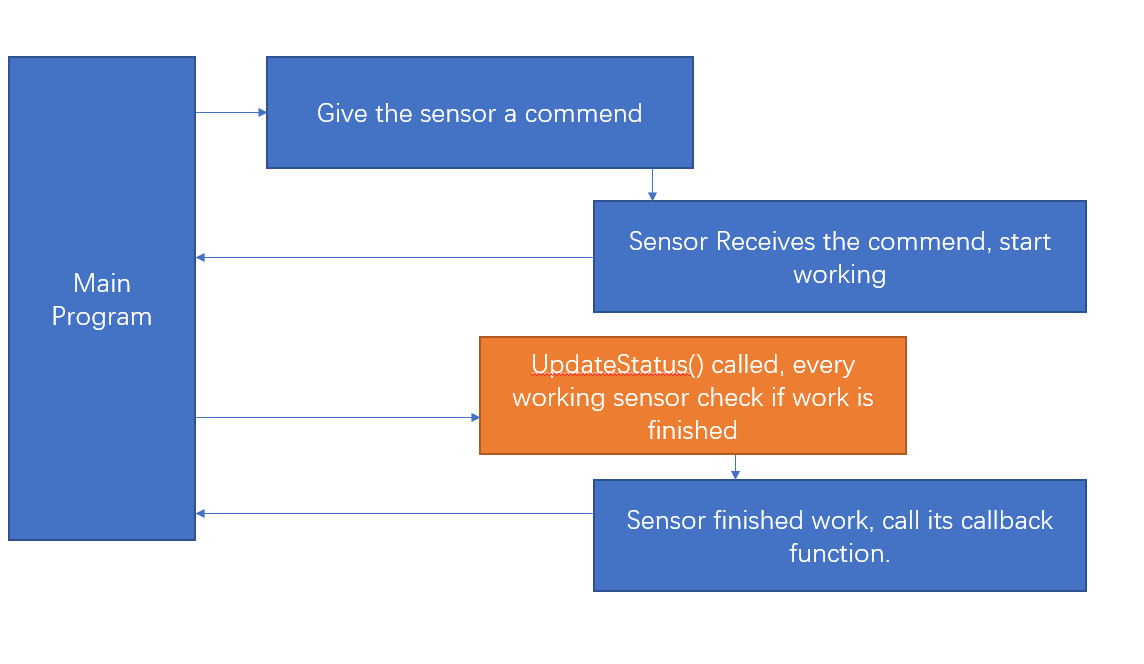 Give the sensor a commend
Sensor Receives the commend, start
working
Main
Program
UpdateStatus() called, every
working sensor check if work is
finished
Sensor finished work, call its callback
function.